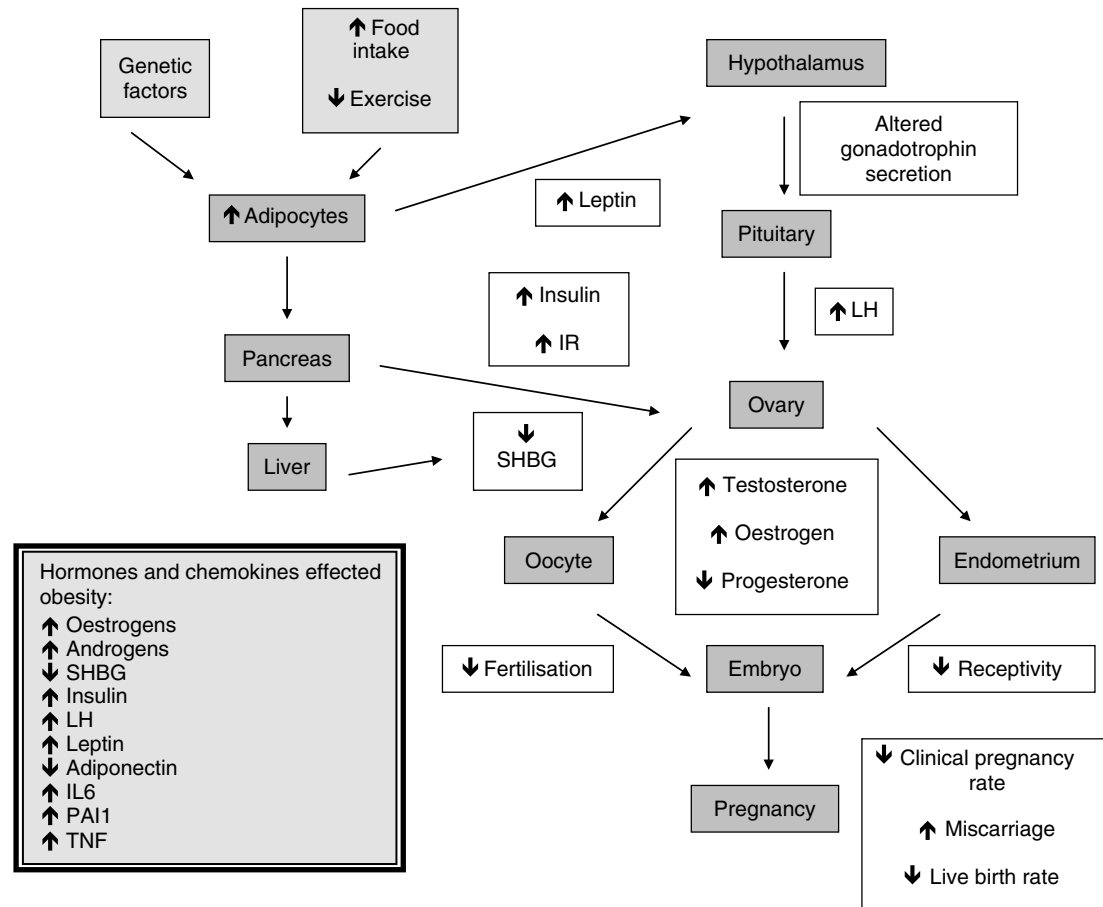 Genetic
factors
↑ Food
intake
↓ Exercise
Hypothalamus
Altered
gonadotrophin
secretion
↑ Adipocytes
↑ Leptin
Pituitary
↑ Insulin
↑ IR
↑ LH
Pancreas
Ovary
↓
SHBG
Liver
↑ Testosterone
↑ Oestrogen
↓ Progesterone
Oocyte
Endometrium
↓ Fertilisation
Embryo
↓ Receptivity
Pregnancy
↓ Clinical pregnancy
rate
↑ Miscarriage
↓ Live birth rate
Hormones and chemokines effected
obesity:
↑ Oestrogens
↑ Androgens
↓ SHBG
↑ Insulin
↑ LH
↑ Leptin
↓ Adiponectin
↑ IL6
↑ PAI1
↑ TNF